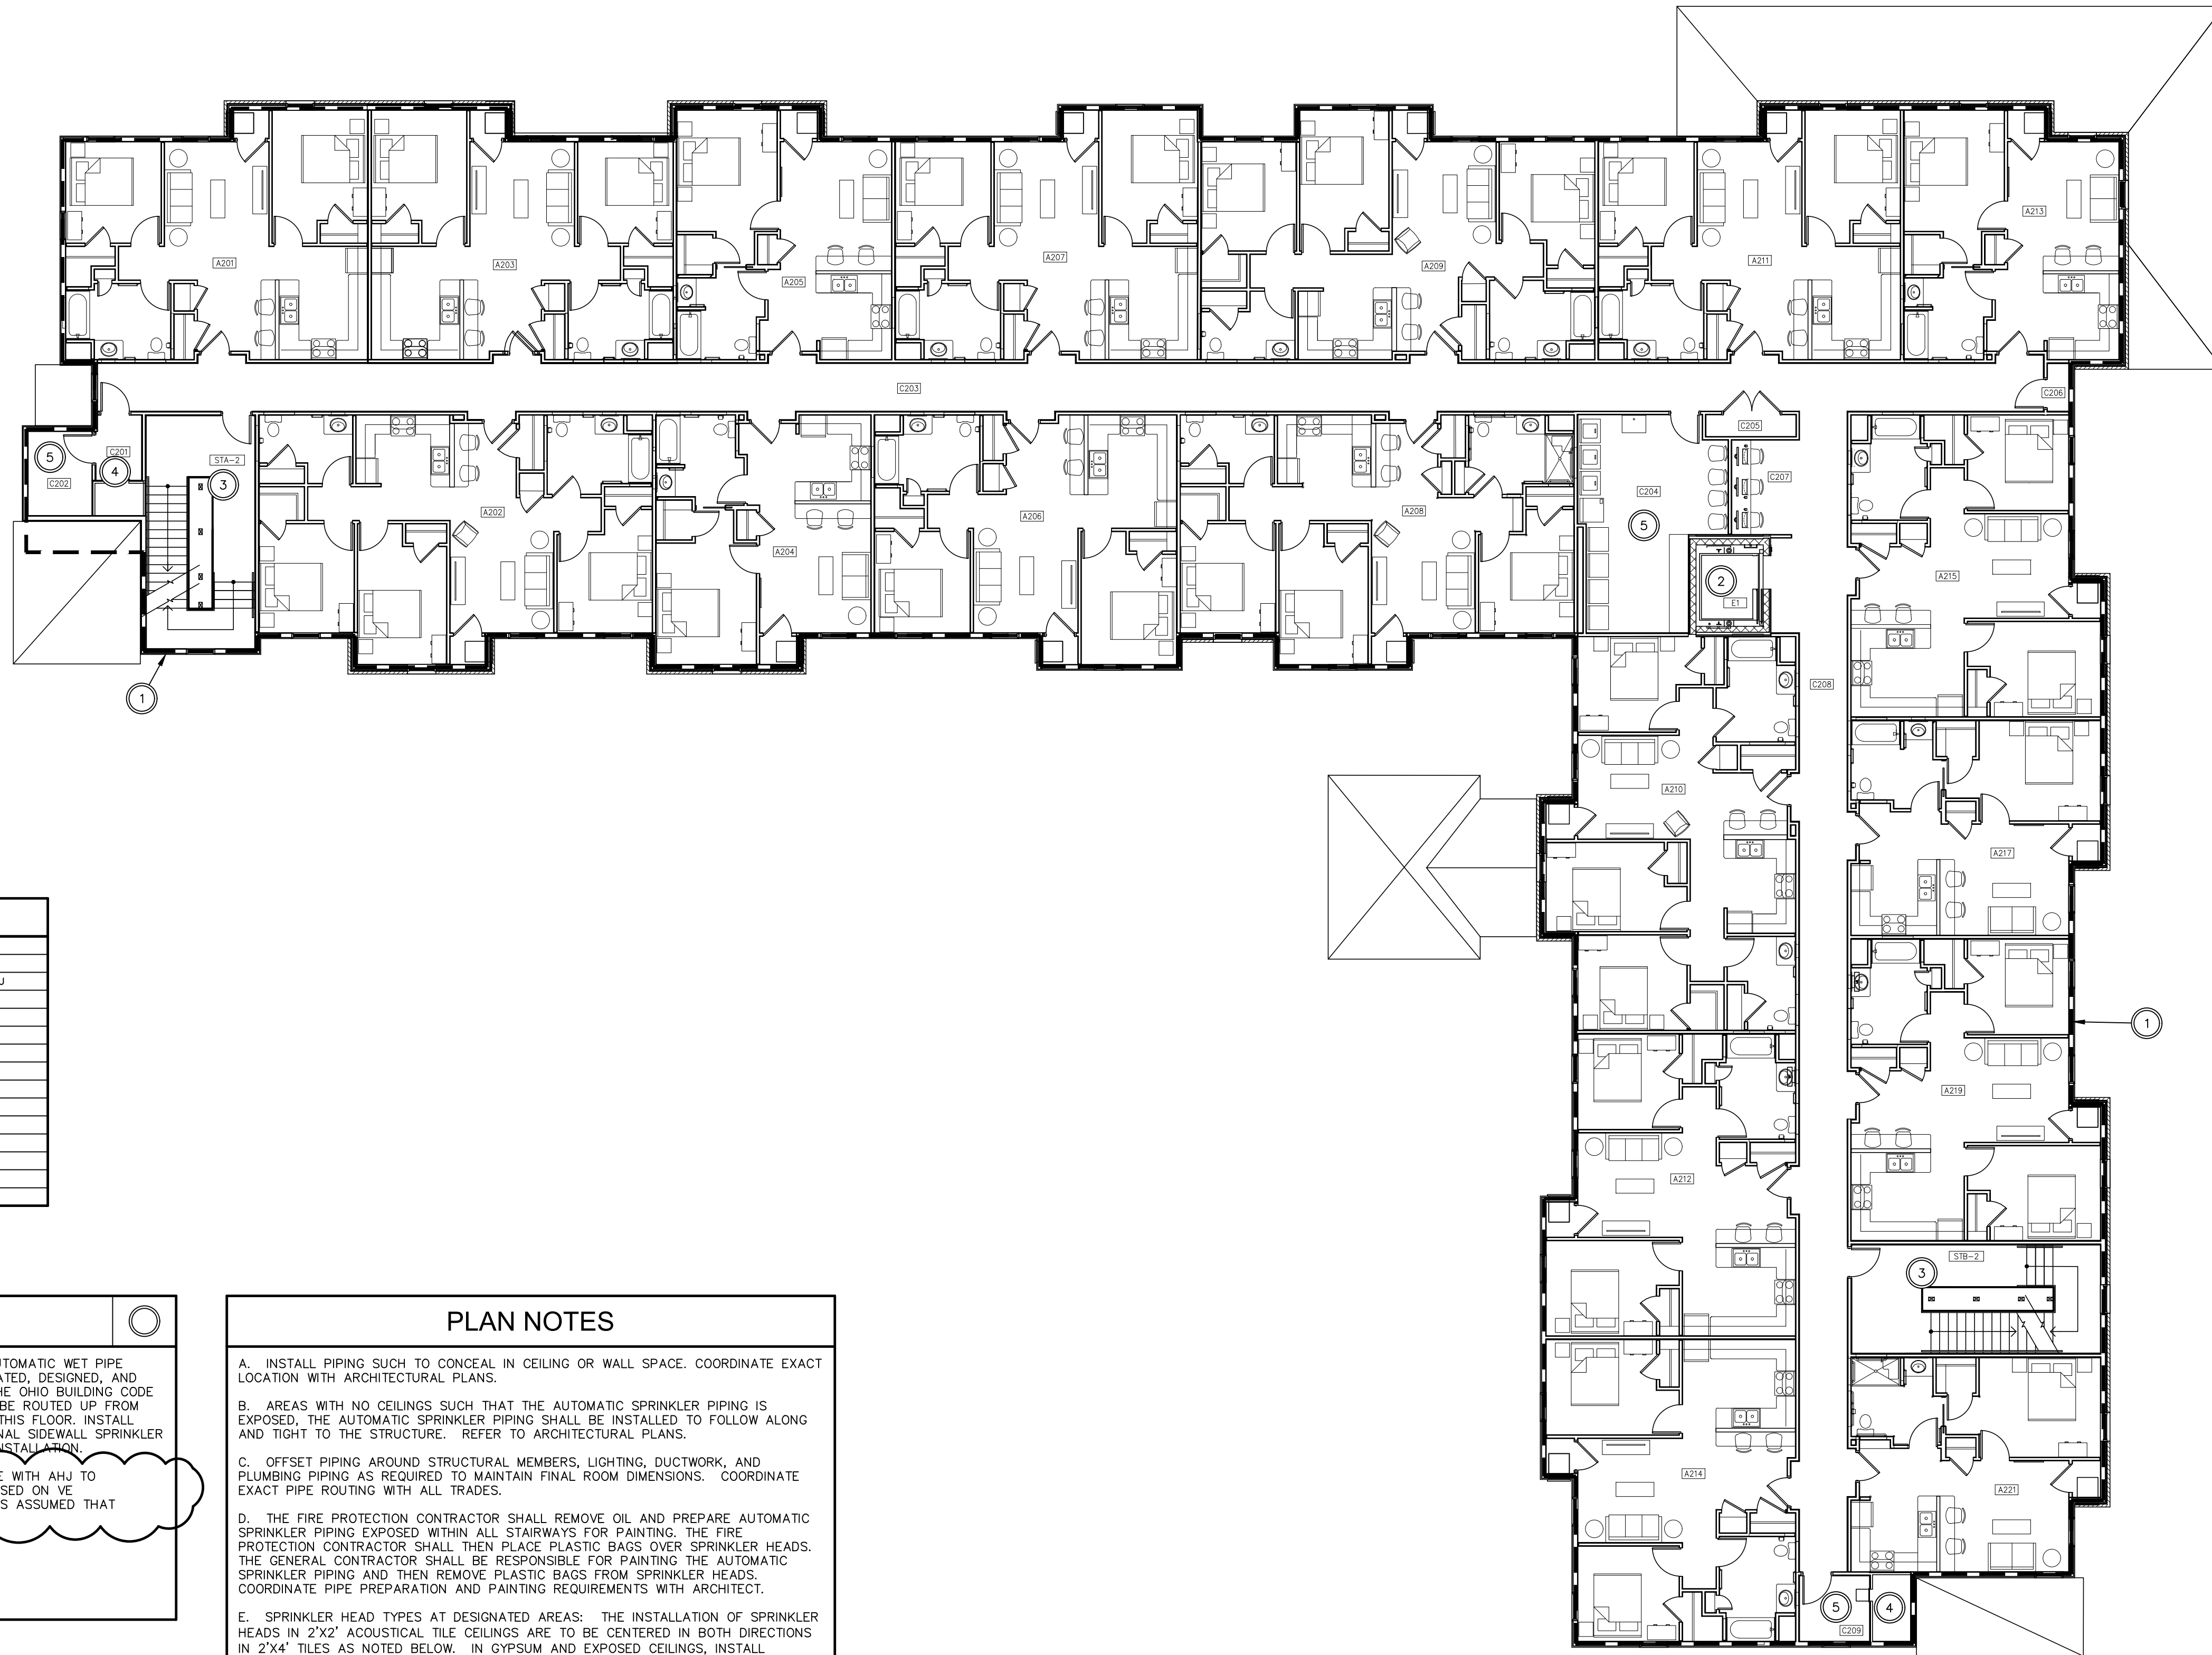 A201
A203
A205
A207
A209
A211
A213
C203
C206
C205
5
C202
C201
4
STA-2
3
A202
A204
A206
A208
C204
5
C207
2
E1
A215
1
C208
A210
A217
1
A219
A212
STB-2
3
A214
A221
5
4
C209
J
UTOMATIC WET PIPE
ATED, DESIGNED, AND
HE OHIO BUILDING CODE
BE ROUTED UP FROM
THIS FLOOR. INSTALL
NAL SIDEWALL SPRINKLER
NSTALLATION.
E WITH AHJ TO
SED ON VE
S ASSUMED THAT
PLAN NOTES
A. INSTALL PIPING SUCH TO CONCEAL IN CEILING OR WALL SPACE. COORDINATE EXACT
LOCATION WITH ARCHITECTURAL PLANS.
B. AREAS WITH NO CEILINGS SUCH THAT THE AUTOMATIC SPRINKLER PIPING IS
EXPOSED, THE AUTOMATIC SPRINKLER PIPING SHALL BE INSTALLED TO FOLLOW ALONG
AND TIGHT TO THE STRUCTURE. REFER TO ARCHITECTURAL PLANS.
C. OFFSET PIPING AROUND STRUCTURAL MEMBERS, LIGHTING, DUCTWORK, AND
PLUMBING PIPING AS REQUIRED TO MAINTAIN FINAL ROOM DIMENSIONS. COORDINATE
EXACT PIPE ROUTING WITH ALL TRADES.
D. THE FIRE PROTECTION CONTRACTOR SHALL REMOVE OIL AND PREPARE AUTOMATIC
SPRINKLER PIPING EXPOSED WITHIN ALL STAIRWAYS FOR PAINTING. THE FIRE
PROTECTION CONTRACTOR SHALL THEN PLACE PLASTIC BAGS OVER SPRINKLER HEADS.
THE GENERAL CONTRACTOR SHALL BE RESPONSIBLE FOR PAINTING THE AUTOMATIC
SPRINKLER PIPING AND THEN REMOVE PLASTIC BAGS FROM SPRINKLER HEADS.
COORDINATE PIPE PREPARATION AND PAINTING REQUIREMENTS WITH ARCHITECT.
E. SPRINKLER HEAD TYPES AT DESIGNATED AREAS: THE INSTALLATION OF SPRINKLER
HEADS IN 2'X2' ACOUSTICAL TILE CEILINGS ARE TO BE CENTERED IN BOTH DIRECTIONS
IN 2'X4' TILES AS NOTED BELOW. IN GYPSUM AND EXPOSED CEILINGS, INSTALL